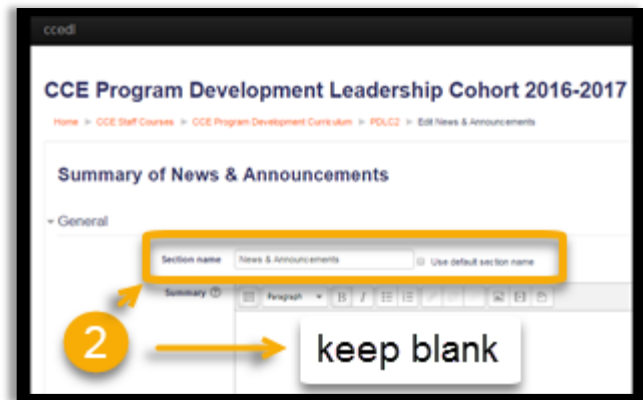 ccedl
CCE Program Development Leadership Cohort 2016-2017
Home ► CCE Staff Courses ► CCE Program Development Curriculum ► PDLC2 ► Edit News & Announcements
Summary of News & Announcements
General
Section name News & Announcements Use default section name
Summary Paragraph B I
2
keep blank